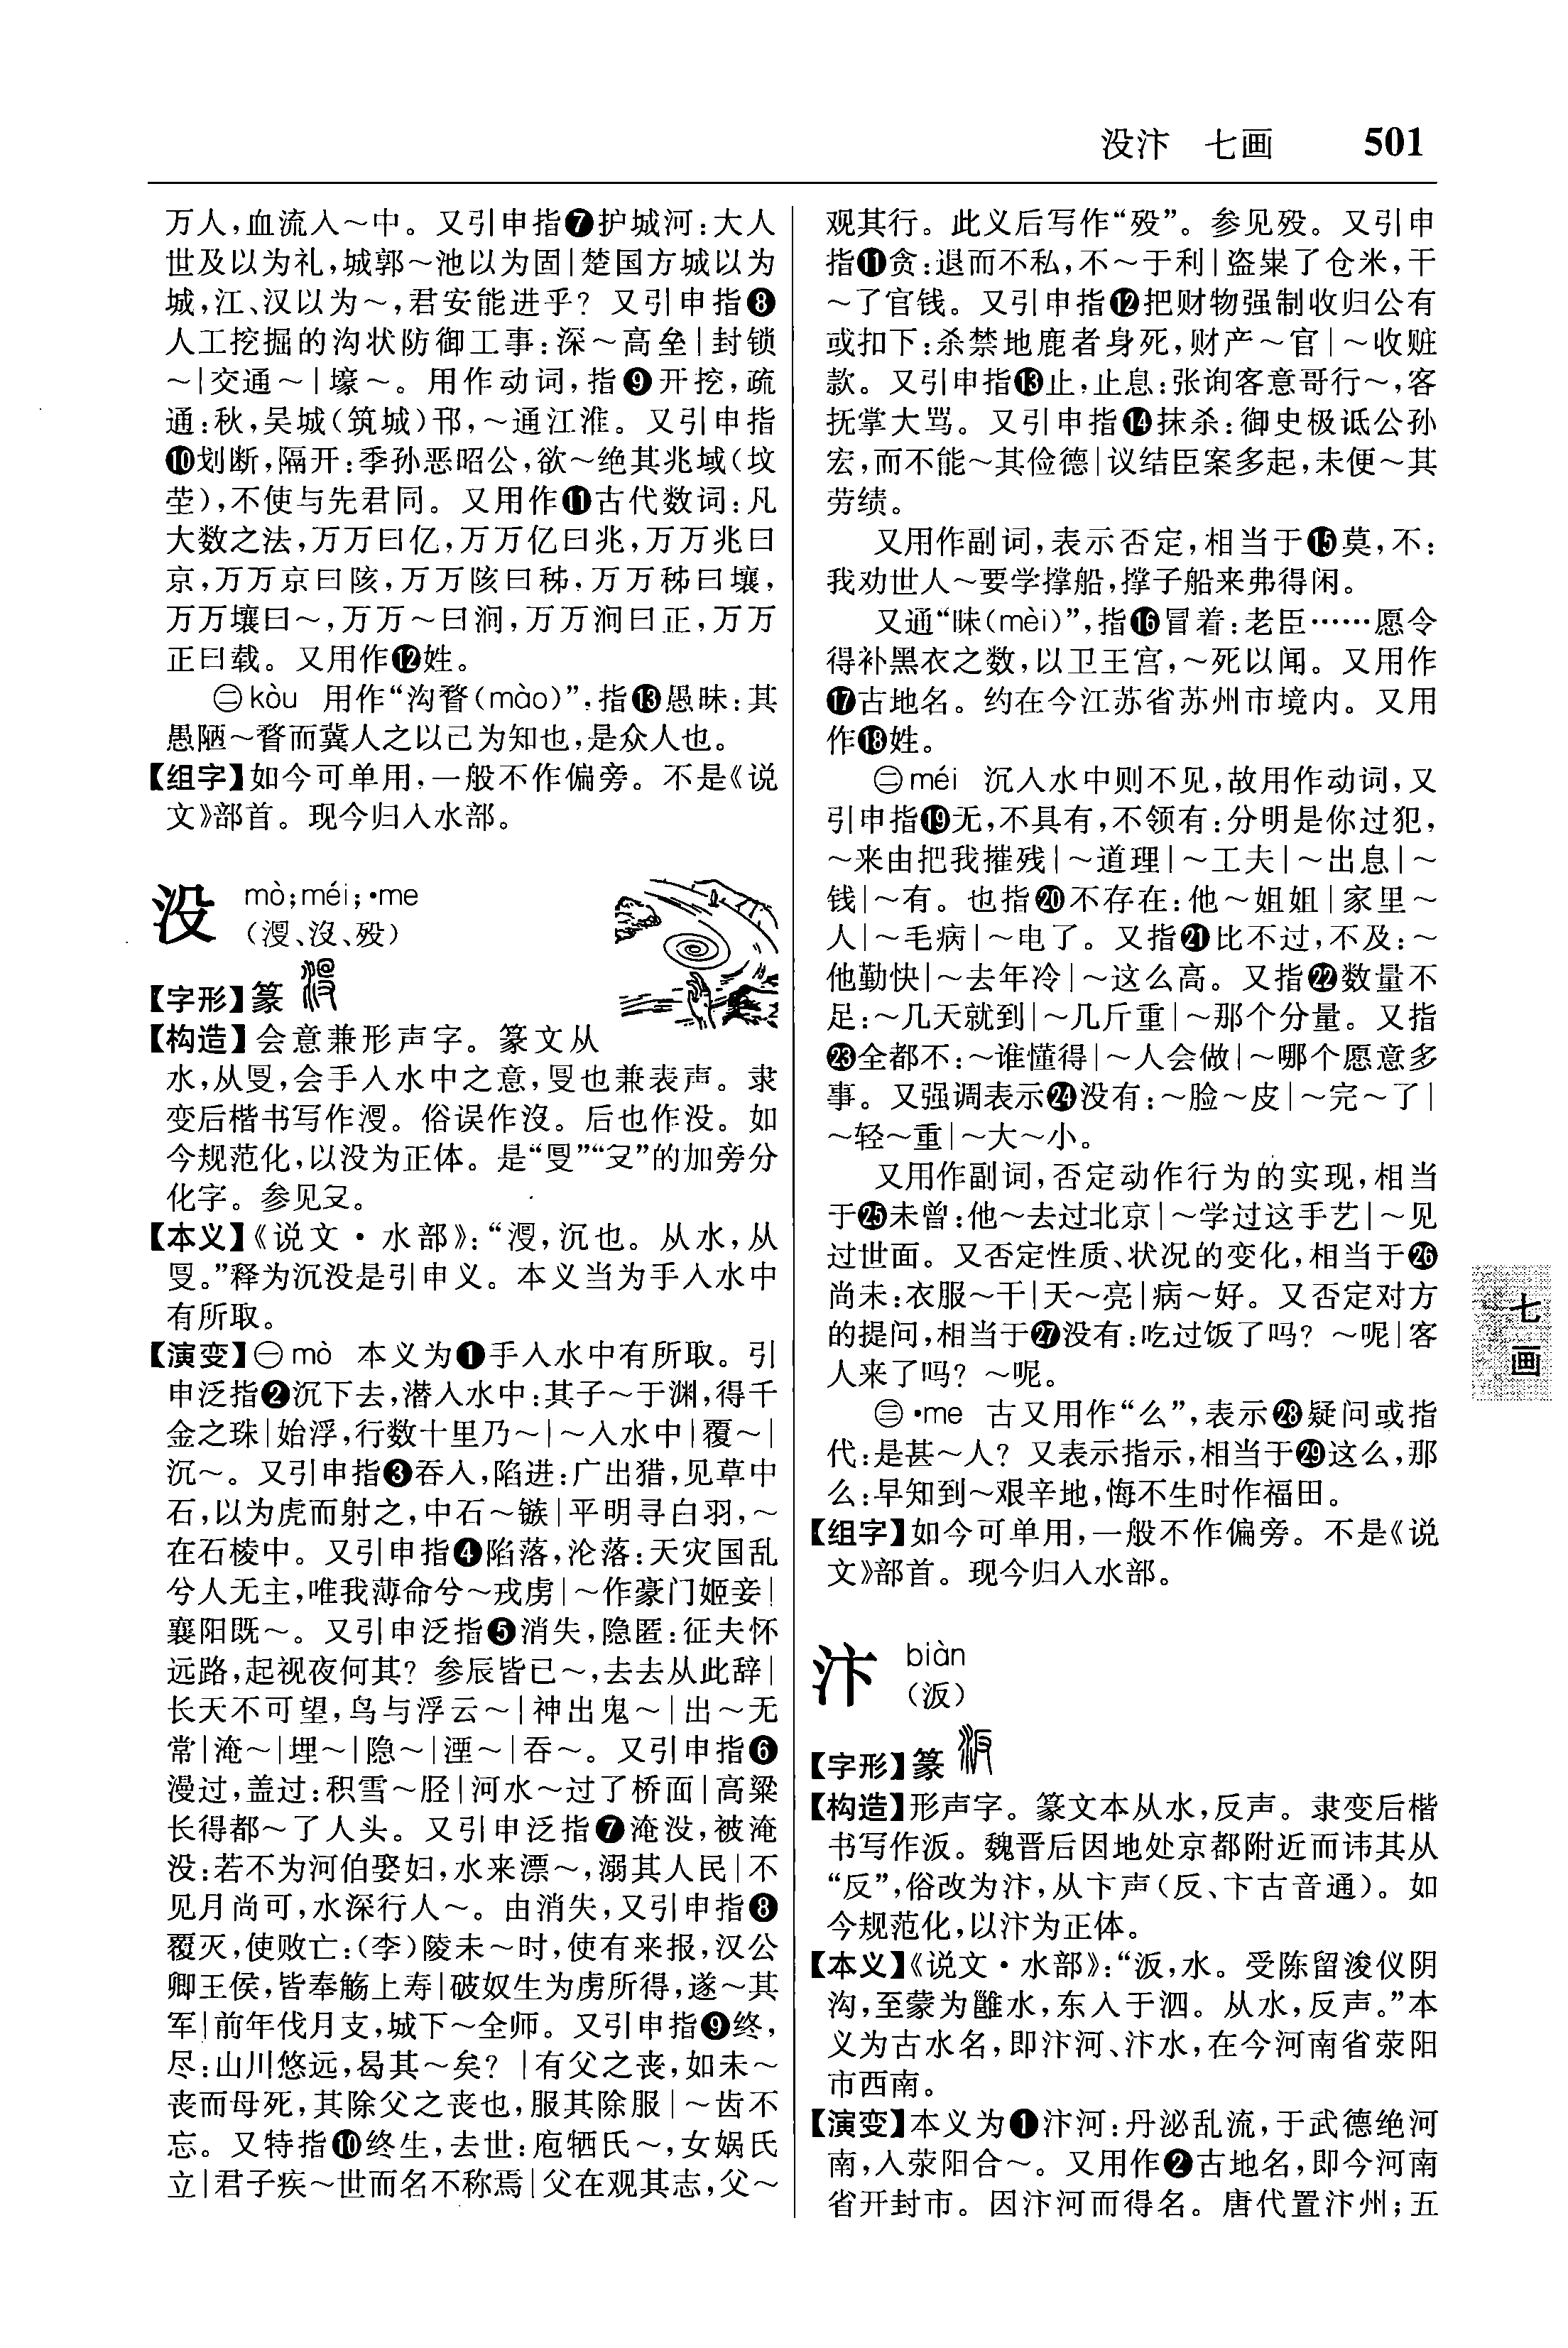 没汴 七画 501
万人,血流入～中。又引申指❼护城河:大人
世及以为礼,城郭～池以为固|楚国方城以为
城,江、汉以为～,君安能进乎? 又引申指❽
人工挖掘的沟状防御工事:深～高垒|封锁
～|交通～|壕～。用作动词,指❾开挖,疏
通:秋,吴城(筑城)邗,～通江淮。又引申指
❿划断,隔开:季孙恶昭公,欲～绝其兆域(坟
茔),不使与先君同。又用作⓫古代数词:凡
大数之法,万万曰亿,万万亿曰兆,万万兆曰
京,万万京曰陔,万万陔曰秭,万万秭曰壤,
万万壤曰～,万万～曰涧,万万涧曰正,万万
正曰载。又用作⓬姓。
㊁kòu 用作“沟瞀(mào)”,指⓭愚昧:其
愚陋～瞀而冀人之以己为知也,是众人也。
【组字】如今可单用,一般不作偏旁。不是《说
文》部首。现今归入水部。
没 mò;méi;·me
(𣳚、沒、殁)
【字形】篆
【构造】会意兼形声字。篆文从
水,从𠬸,会手入水中之意,𠬸也兼表声。隶
变后楷书写作𣳚。俗误作沒。后也作没。如
今规范化,以没为正体。是“𠬸”“殳”的加旁分
化字。参见殳。
【本义】《说文·水部》:“𣳚,沉也。从水,从
𠬸。”释为沉没是引申义。本义当为手入水中
有所取。
【演变】㊀mò 本义为❶手入水中有所取。引
申泛指❷沉下去,潜入水中:其子～于渊,得千
金之珠|始浮,行数十里乃～|～入水中|覆～|
沉～。又引申指❸吞入,陷进:广出猎,见草中
石,以为虎而射之,中石～镞|平明寻白羽,～
在石棱中。又引申指❹陷落,沦落:天灾国乱
兮人无主,唯我薄命兮～戎虏|～作豪门姬妾|
襄阳既～。又引申泛指❺消失,隐匿:征夫怀
远路,起视夜何其? 参辰皆已～,去去从此辞|
长天不可望,鸟与浮云～|神出鬼～|出～无
常|淹～|埋～|隐～|湮～|吞～。又引申指❻
漫过,盖过:积雪～胫|河水～过了桥面|高粱
长得都～了人头。又引申泛指❼淹没,被淹
没:若不为河伯娶妇,水来漂～,溺其人民|不
见月尚可,水深行人～。由消失,又引申指❽
覆灭,使败亡:(李)陵未～时,使有来报,汉公
卿王侯,皆奉觞上寿|破奴生为虏所得,遂～其
军|前年伐月支,城下～全师。又引申指❾终,
尽:山川悠远,曷其～矣? |有父之丧,如未～
丧而母死,其除父之丧也,服其除服|～齿不
忘。又特指❿终生,去世:庖牺氏～,女娲氏
立|君子疾～世而名不称焉|父在观其志,父～
观其行。此义后写作“殁”。参见殁。又引申
指⓫贪:退而不私,不～于利|盗粜了仓米,干
～了官钱。又引申指⓬把财物强制收归公有
或扣下:杀禁地鹿者身死,财产～官|～收赃
款。又引申指⓭止,止息:张询客意哥行～,客
抚掌大骂。又引申指⓮抹杀:御史极诋公孙
宏,而不能～其俭德|议结臣案多起,未便～其
劳绩。
又用作副词,表示否定,相当于⓯莫,不:
我劝世人～要学撑船,撑子船来弗得闲。
又通“昧(mèi)”,指⓰冒着:老臣……愿令
得补黑衣之数,以卫王宫,～死以闻。又用作
⓱古地名。约在今江苏省苏州市境内。又用
作⓲姓。
㊁méi 沉入水中则不见,故用作动词,又
引申指⓳无,不具有,不领有:分明是你过犯,
～来由把我摧残|～道理|～工夫|～出息|～
钱|～有。也指⓴不存在:他～姐姐|家里～
人|～毛病|～电了。又指㉑比不过,不及:～
他勤快|～去年冷|～这么高。又指㉒数量不
足:～几天就到|～几斤重|～那个分量。又指
㉓全都不:～谁懂得|～人会做|～哪个愿意多
事。又强调表示㉔没有:～脸～皮|～完～了|
～轻～重|～大～小。
又用作副词,否定动作行为的实现,相当
于㉕未曾:他～去过北京|～学过这手艺|～见
过世面。又否定性质、状况的变化,相当于㉖
尚未:衣服～干|天～亮|病～好。又否定对方
的提问,相当于㉗没有:吃过饭了吗? ～呢|客
人来了吗? ～呢。
㊂·me 古又用作“么”,表示㉘疑问或指
代:是甚～人? 又表示指示,相当于㉙这么,那
么:早知到～艰辛地,悔不生时作福田。
【组字】如今可单用,一般不作偏旁。不是《说
文》部首。现今归入水部。
汴 biàn
(汳)
【字形】篆
【构造】形声字。篆文本从水,反声。隶变后楷
书写作汳。魏晋后因地处京都附近而讳其从
“反”,俗改为汴,从卞声(反、卞古音通)。如
今规范化,以汴为正体。
【本义】《说文·水部》:“汳,水。受陈留浚仪阴
沟,至蒙为雝水,东入于泗。从水,反声。”本
义为古水名,即汴河、汴水,在今河南省荥阳
市西南。
【演变】本义为❶汴河:丹泌乱流,于武德绝河
南,入荥阳合～。又用作❷古地名,即今河南
省开封市。因汴河而得名。唐代置汴州;五
七画